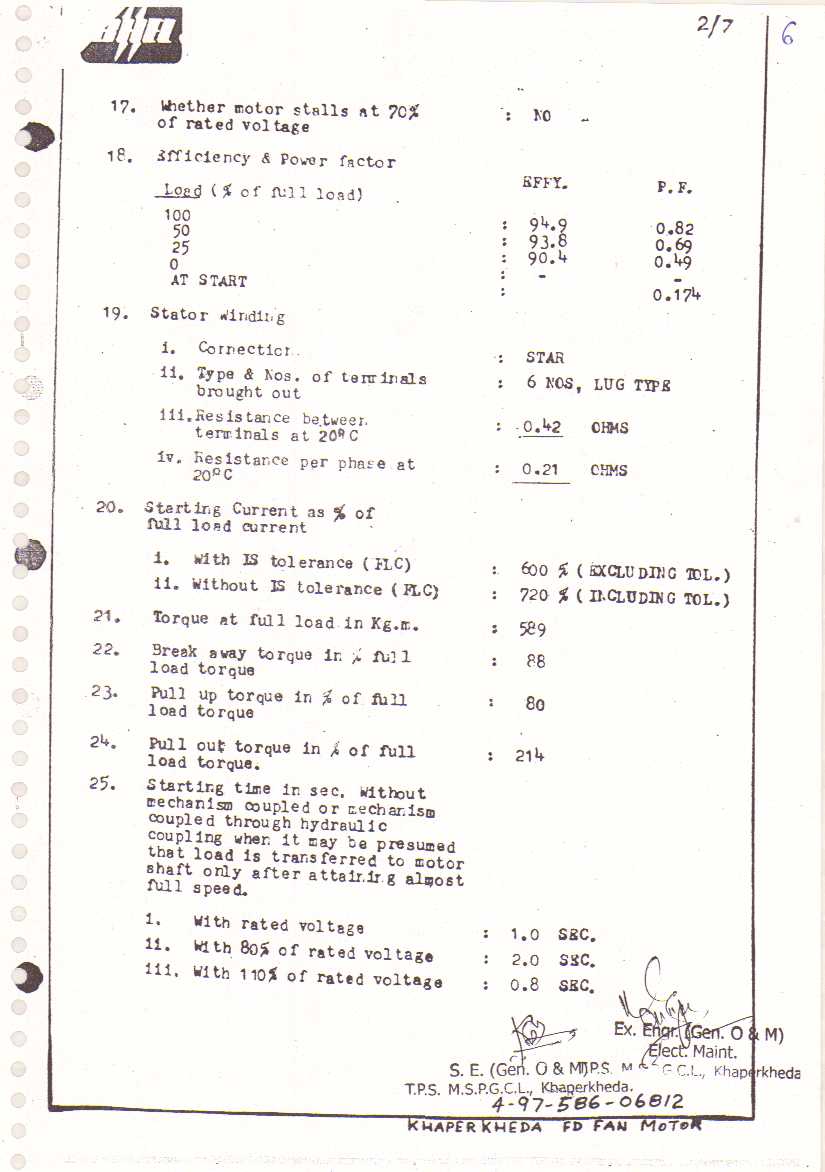 2/7
6
17. Whether motor stalls at 70% : NO
of rated voltage
18. Efficiency & Power factor
Load (% of full load) EFFY. P.F.
100 : 94.9 0.82
50 : 93.8 0.69
25 : 90.4 0.49
0 : - -
AT START : 0.174
19. Stator Winding
i. Connection : STAR
ii. Type & Nos. of terminals : 6 NOS, LUG TYPE
brought out
iii. Resistance between
terminals at 20°C : 0.42 OHMS
iv. Resistance per phase at : 0.21 OHMS
20°C
20. Starting Current as % of
full load current
i. With IS tolerance (FLC) : 600 % (EXCLUDING TOL.)
ii. Without IS tolerance (FLC) : 720 % (INCLUDING TOL.)
21. Torque at full load in Kg.m. : 589
22. Break away torque in % full : 88
load torque
23. Pull up torque in % of full : 80
load torque
24. Pull out torque in % of full : 214
load torque.
25. Starting time in sec. Without
mechanism coupled or mechanism
coupled through hydraulic
coupling when it may be presumed
that load is transferred to motor
shaft only after attaining almost
full speed.
i. With rated voltage : 1.0 SEC.
ii. With 80% of rated voltage : 2.0 SEC.
iii. With 110% of rated voltage : 0.8 SEC.
Ex. Engr. (Gen. O & M)
Elect. Maint.
S. E. (Gen. O & M) T.P.S. M S P G C.L., Khaperkheda
T.P.S. M.S.P.G.C.L., Khaperkheda.
4-97-586-06812
KHAPERKHEDA FD FAN MOTOR